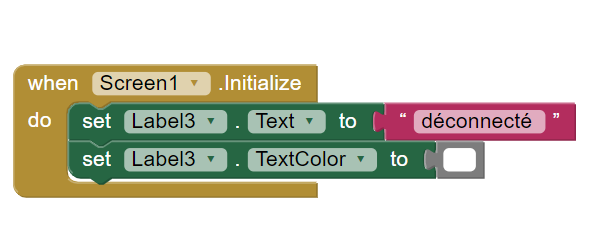 when Screen1 .Initialize
do set Label3 . Text to “ déconnecté ”
set Label3 . TextColor to